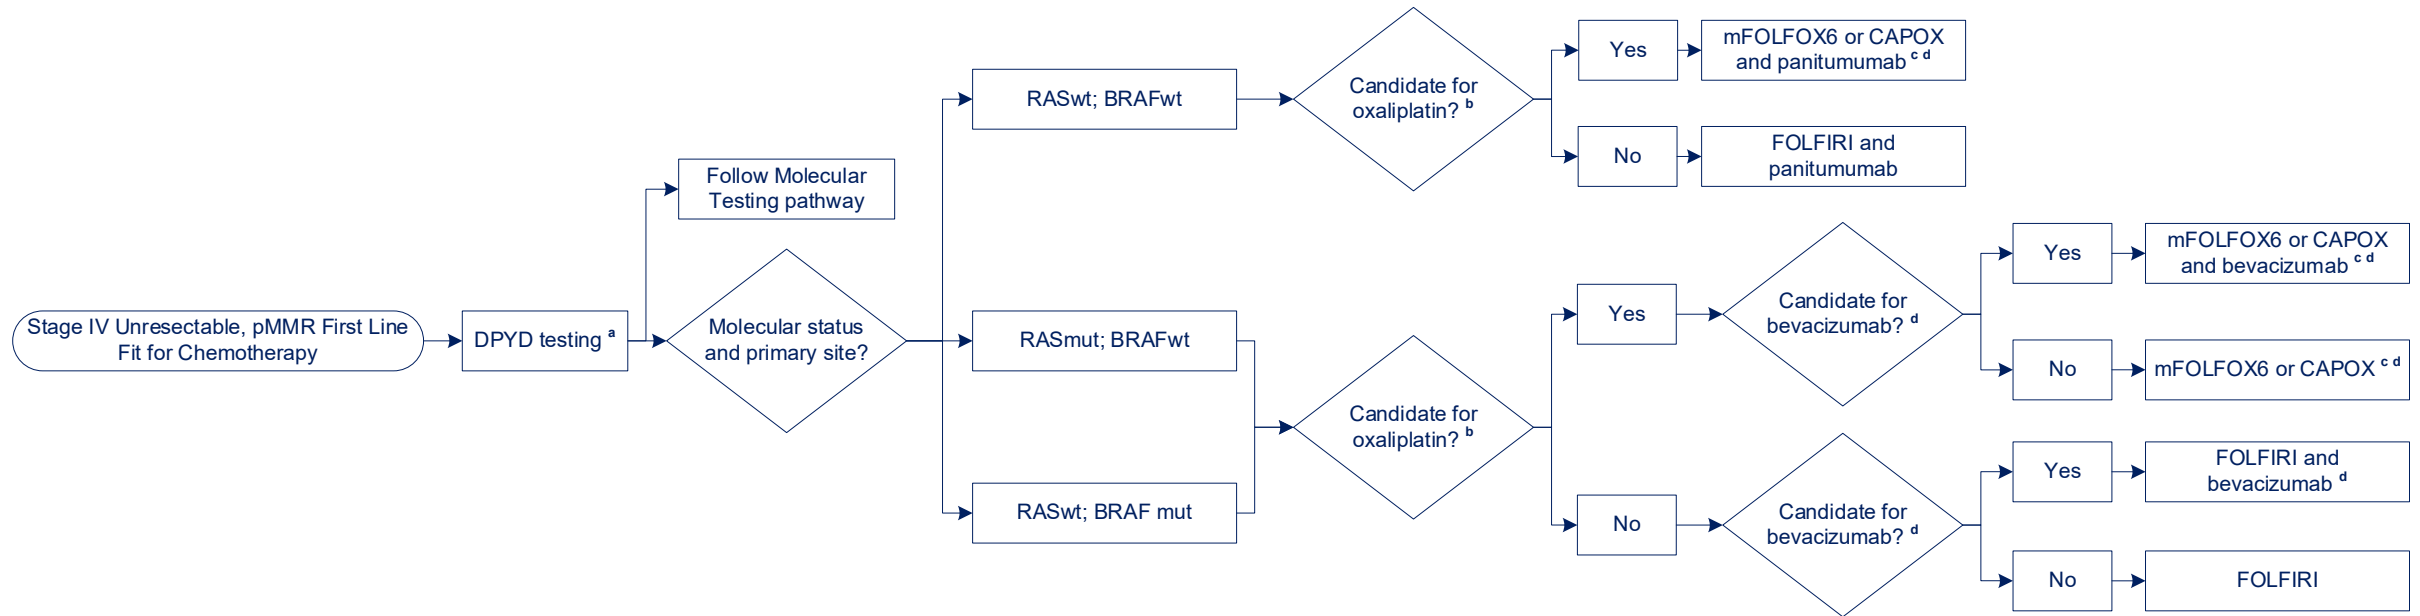 Stage IV Unresectable, pMMR First Line
Fit for Chemotherapy
DPYD testing a
Follow Molecular
Testing pathway
Molecular status
and primary site?
RASwt; BRAFwt
Candidate for
oxaliplatin? b
Yes
mFOLFOX6 or CAPOX
and panitumumab c d
No
FOLFIRI and
panitumumab
RASmut; BRAFwt
RASwt; BRAF mut
Candidate for
oxaliplatin? b
Yes
Candidate for
bevacizumab? d
Yes
mFOLFOX6 or CAPOX
and bevacizumab c d
No
mFOLFOX6 or CAPOX c d
No
Candidate for
bevacizumab? d
Yes
FOLFIRI and
bevacizumab d
No
FOLFIRI